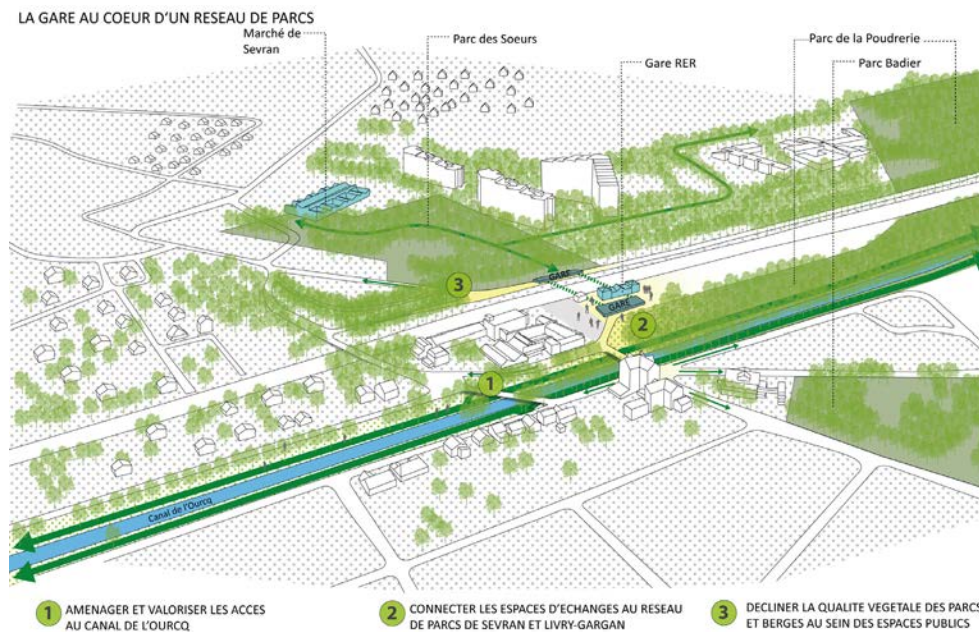 LA GARE AU COEUR D'UN RESEAU DE PARCS
Marché de
Sevran
Parc des Soeurs
Gare RER
Parc de la Poudrerie
Parc Badier
GARE
3
GARE
2
1
Canal de l'Ourcq
1 AMENAGER ET VALORISER LES ACCES
AU CANAL DE L'OURCQ
2 CONNECTER LES ESPACES D'ECHANGES AU RESEAU
DE PARCS DE SEVRAN ET LIVRY-GARGAN
3 DECLINER LA QUALITE VEGETALE DES PARCS
ET BERGES AU SEIN DES ESPACES PUBLICS